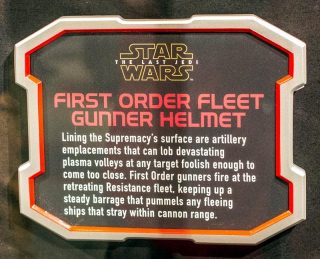 STAR
THE LAST JEDI
WARS
FIRST ORDER FLEET
GUNNER HELMET
Lining the Supremacy's surface are artillery
emplacements that can lob devastating
plasma volleys at any target foolish enough to
come too close. First Order gunners fire at the
retreating Resistance fleet, keeping up a
steady barrage that pummels any fleeing
ships that stray within cannon range.